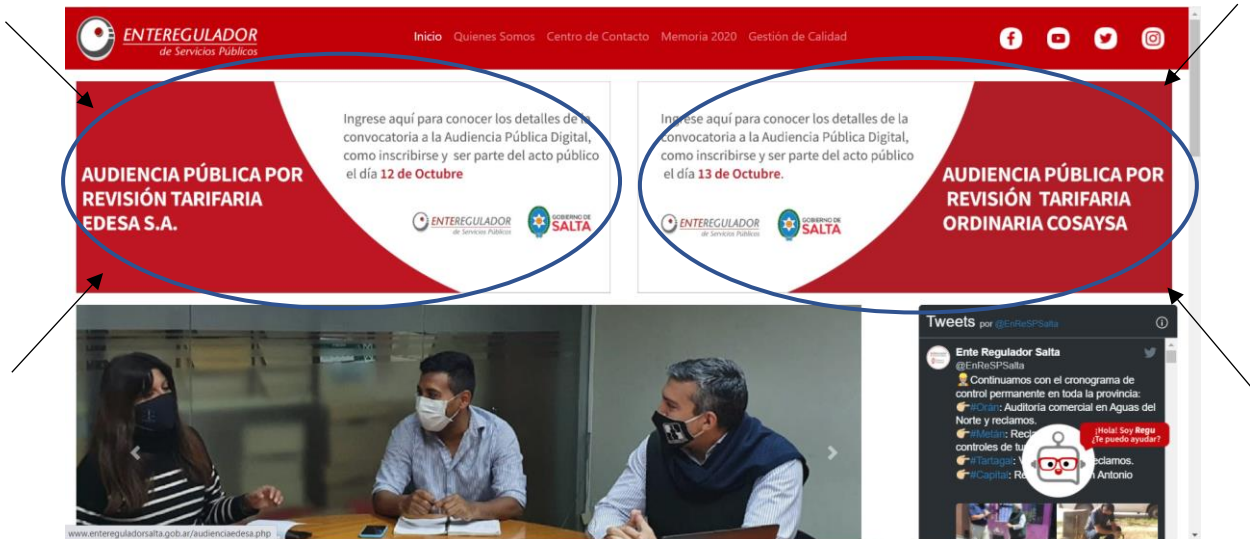 ENTEREGULADOR
de Servicios Públicos
Inicio Quienes Somos Centro de Contacto Memoria 2020 Gestión de Calidad
AUDIENCIA PÚBLICA POR
REVISIÓN TARIFARIA
EDESA S.A.
Ingrese aquí para conocer los detalles de la
convocatoria a la Audiencia Pública Digital,
como inscribirse y ser parte del acto público
el día 12 de Octubre
ENTEREGULADOR
de Servicios Públicos
GOBIERNO DE
SALTA
Ingrese aquí para conocer los detalles de la
convocatoria a la Audiencia Pública Digital,
como inscribirse y ser parte del acto público
el día 13 de Octubre.
ENTEREGULADOR
de Servicios Públicos
GOBIERNO DE
SALTA
AUDIENCIA PÚBLICA POR
REVISIÓN TARIFARIA
ORDINARIA COSAYSA
Tweets por @EnReSPSalta
Ente Regulador Salta
@EnReSPSalta
Continuamos con el cronograma de
control permanente en toda la provincia:
#Orán: Auditoria comercial en Aguas del
Norte y reclamos.
#Metán:
controles de
#Tartagal: reclamos.
#Capital: Antonio
¡Hola! Soy Regu
¿Te puedo ayudar?
www.entereguladorsalta.gob.ar/audienciaedesa.php